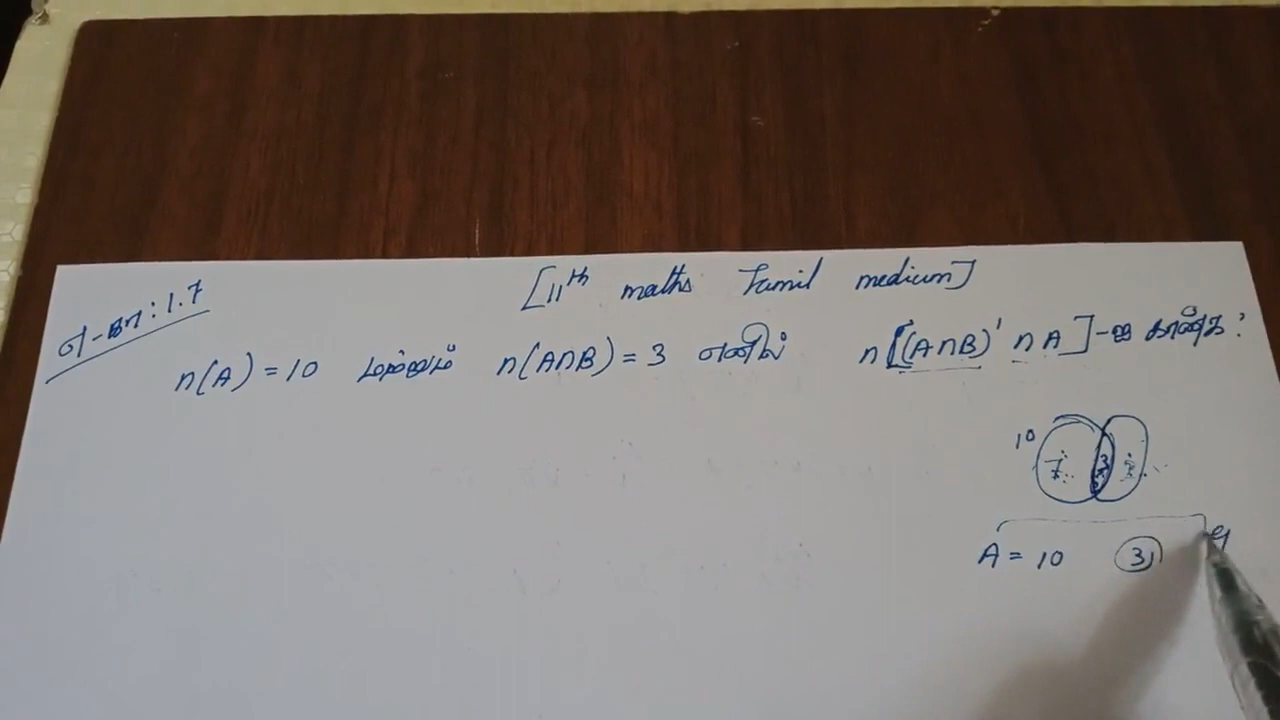 [11th maths Tamil medium]
எ-கா : 1.7
n(A) = 10 மற்றும் n(A∩B) = 3 எனில் n[(A∩B)' ∩ A]-ஐ காண்க :
10
7 3
A = 10 3